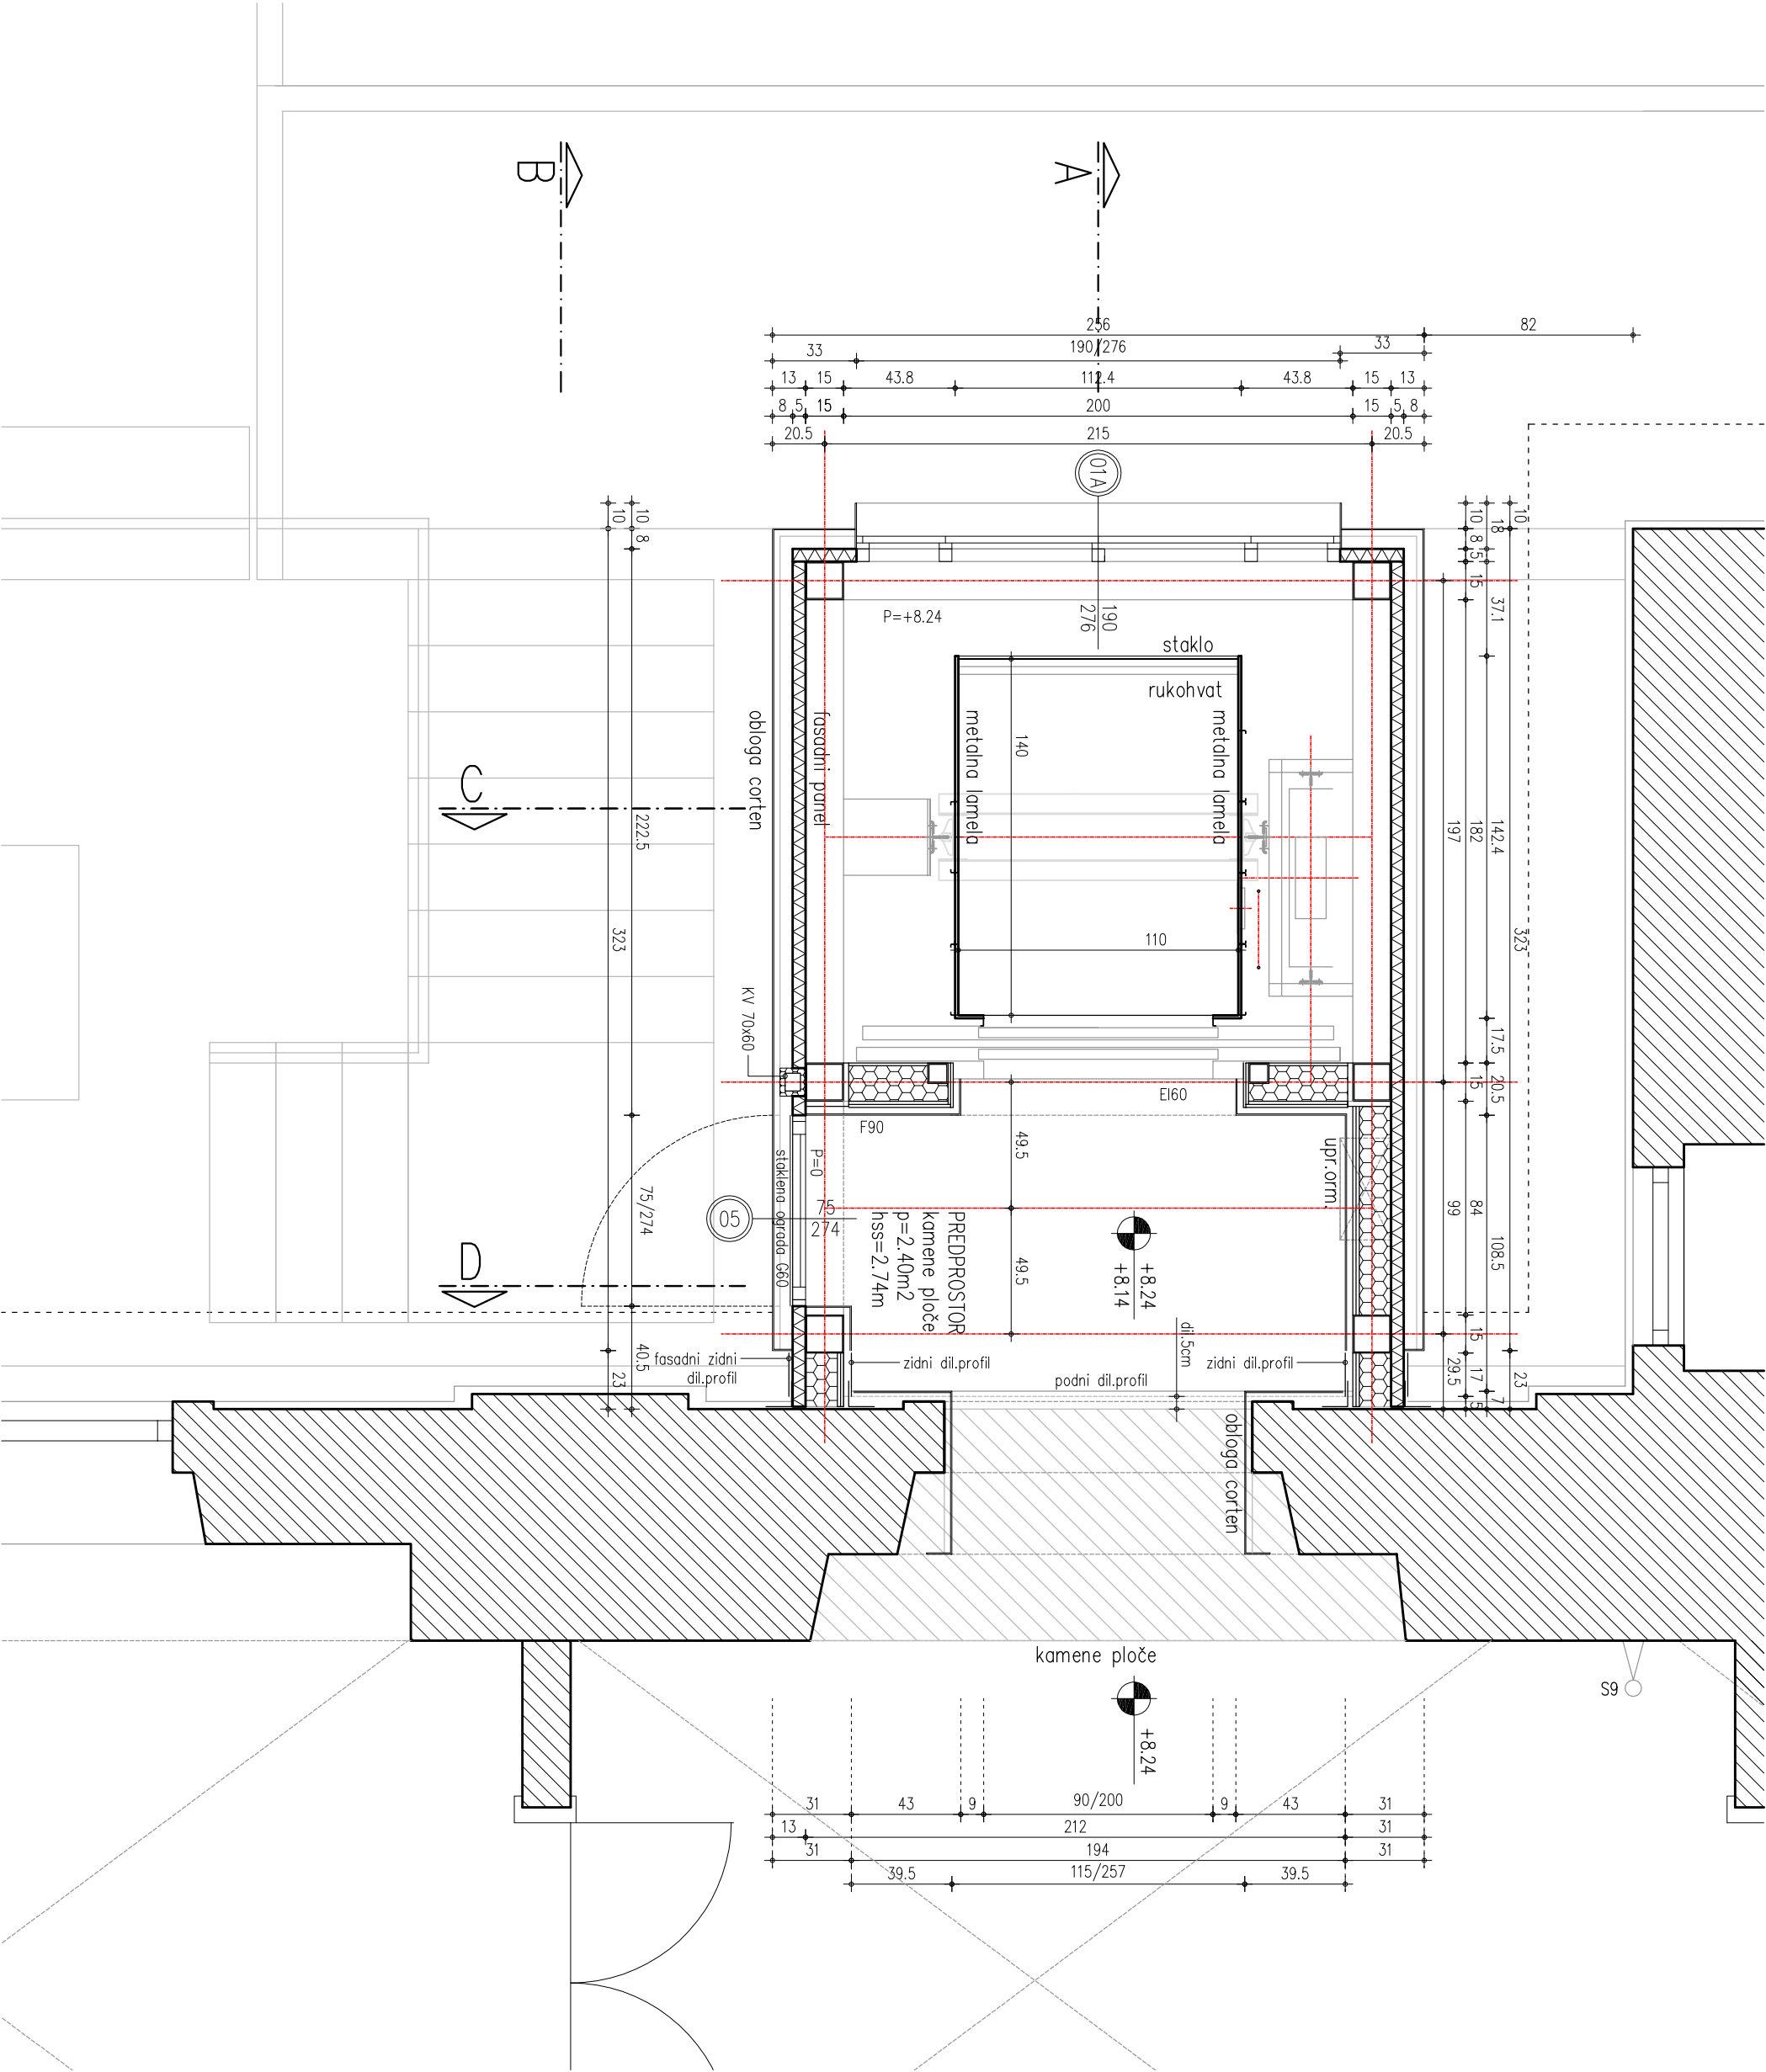 B
A
256
82
33
190/276
33
13
15
43.8
112.4
43.8
15
13
8
5
15
200
15
5
8
20.5
215
20.5
01A
10
10
10
8
10
8
5
15
18
37.1
10
P=+8.24
190
276
staklo
rukohvat
metalna lamela
metalna lamela
fasadni panel
obloga corten
140
110
C
222.5
323
197
182
142.4
323
KV 70x60
17.5
20.5
15
EI60
F90
49.5
49.5
upr.orm.
P=0
staklena ograda G60
75
274
05
75/274
PREDPROSTOR
kamene ploče
p=2.40m2
hss=2.74m
+8.24
+8.14
99
84
108.5
D
dil.5cm
fasadni zidni
dil.profil
zidni dil.profil
zidni dil.profil
podni dil.profil
40.5
23
15
29.5
17
5
7
23
obloga corten
kamene ploče
S9
+8.24
31
43
9
90/200
9
43
31
13
212
31
31
194
31
39.5
115/257
39.5